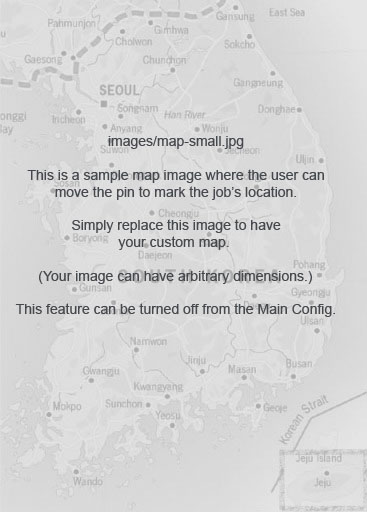 Pahnmunjon
Gimhwa
Gansung
East Sea
Cholwon
Sokcho
Gaesong
Chunchon
Gangneung
SEOUL
Songnam
Han River
Donghae
Incheon
Anyang
Wonju
images/map-small.jpg
Suwon
Uljin
This is a sample map image where the user can
move the pin to mark the job's location.
Cheongju
Simply replace this image to have
your custom map.
Boryong
Daejeon
Pohang
SOUTH KOREA
(Your image can have arbitrary dimensions.)
Gunsan
Gyeongju
This feature can be turned off from the Main Config.
Ulsan
Namwon
Jinju
Busan
Gwangju
Masan
Kwangyang
Mokpo
Sunchon
Geoje
Yeosu
Korean Strait
Jeju Island
Wando
Jeju